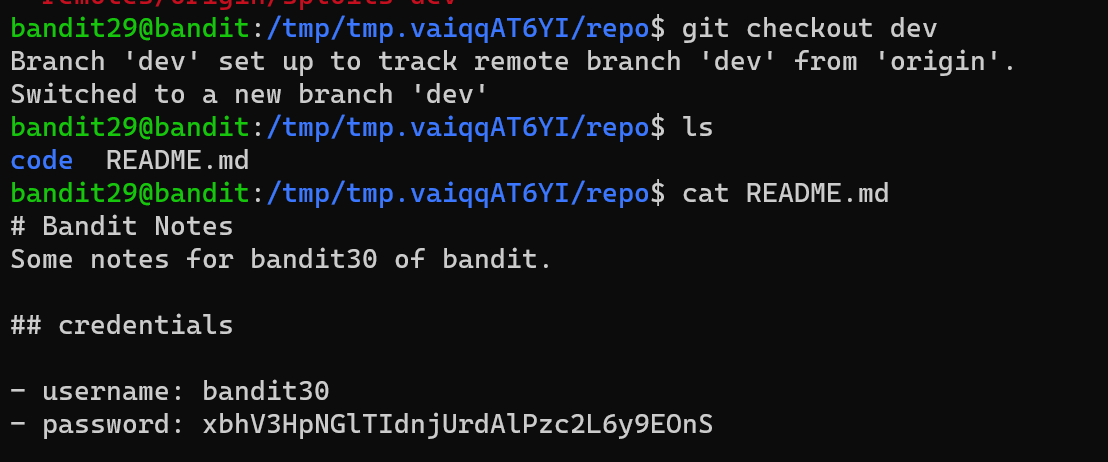 remotes/origin/sploits-dev
bandit29@bandit:/tmp/tmp.vaiqqAT6YI/repo$ git checkout dev
Branch 'dev' set up to track remote branch 'dev' from 'origin'.
Switched to a new branch 'dev'
bandit29@bandit:/tmp/tmp.vaiqqAT6YI/repo$ ls
code  README.md
bandit29@bandit:/tmp/tmp.vaiqqAT6YI/repo$ cat README.md
# Bandit Notes
Some notes for bandit30 of bandit.

## credentials

- username: bandit30
- password: xbhV3HpNGlTIdnjUrdAlPzc2L6y9EOnS